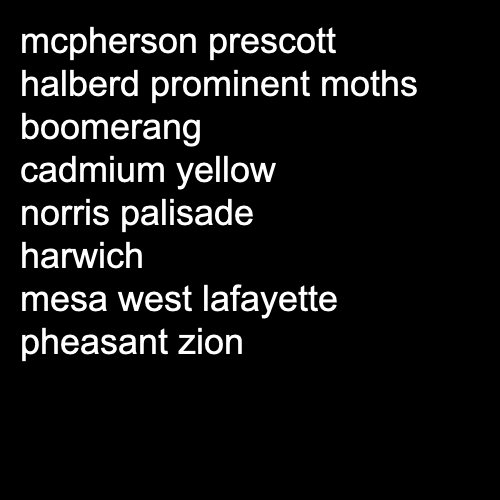 mcpherson prescott
halberd prominent moths
boomerang
cadmium yellow
norris palisade
harwich
mesa west lafayette
pheasant zion